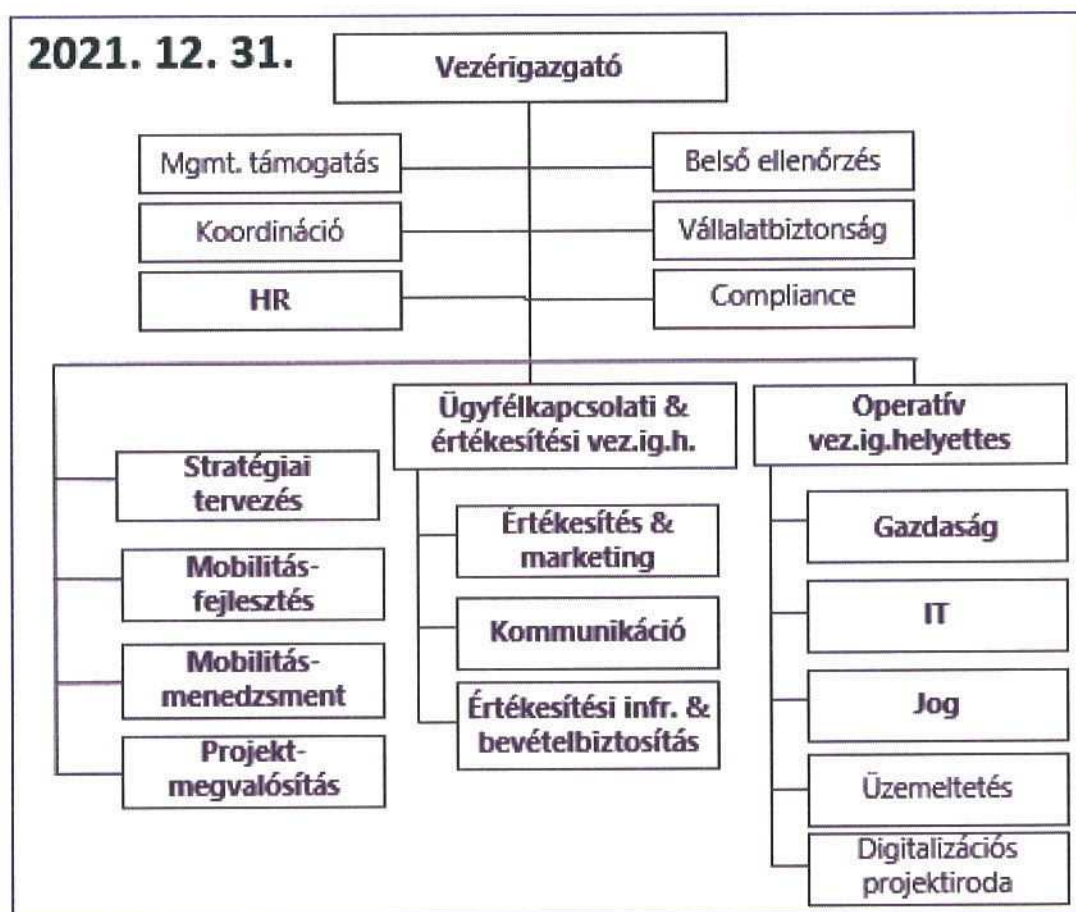 2021. 12. 31.
Vezérigazgató
Mgmt. támogatás
Belső ellenőrzés
Koordináció
Vállalatbiztonság
HR
Compliance
Ügyfélkapcsolati &
értékesítési vez.ig.h.
Operatív
vez.ig.helyettes
Stratégiai
tervezés
Mobilitás-
fejlesztés
Mobilitás-
menedzsment
Projekt-
megvalósítás
Értékesítés &
marketing
Kommunikáció
Értékesítési infr. &
bevételbiztosítás
Gazdaság
IT
Jog
Üzemeltetés
Digitalizációs
projektiroda